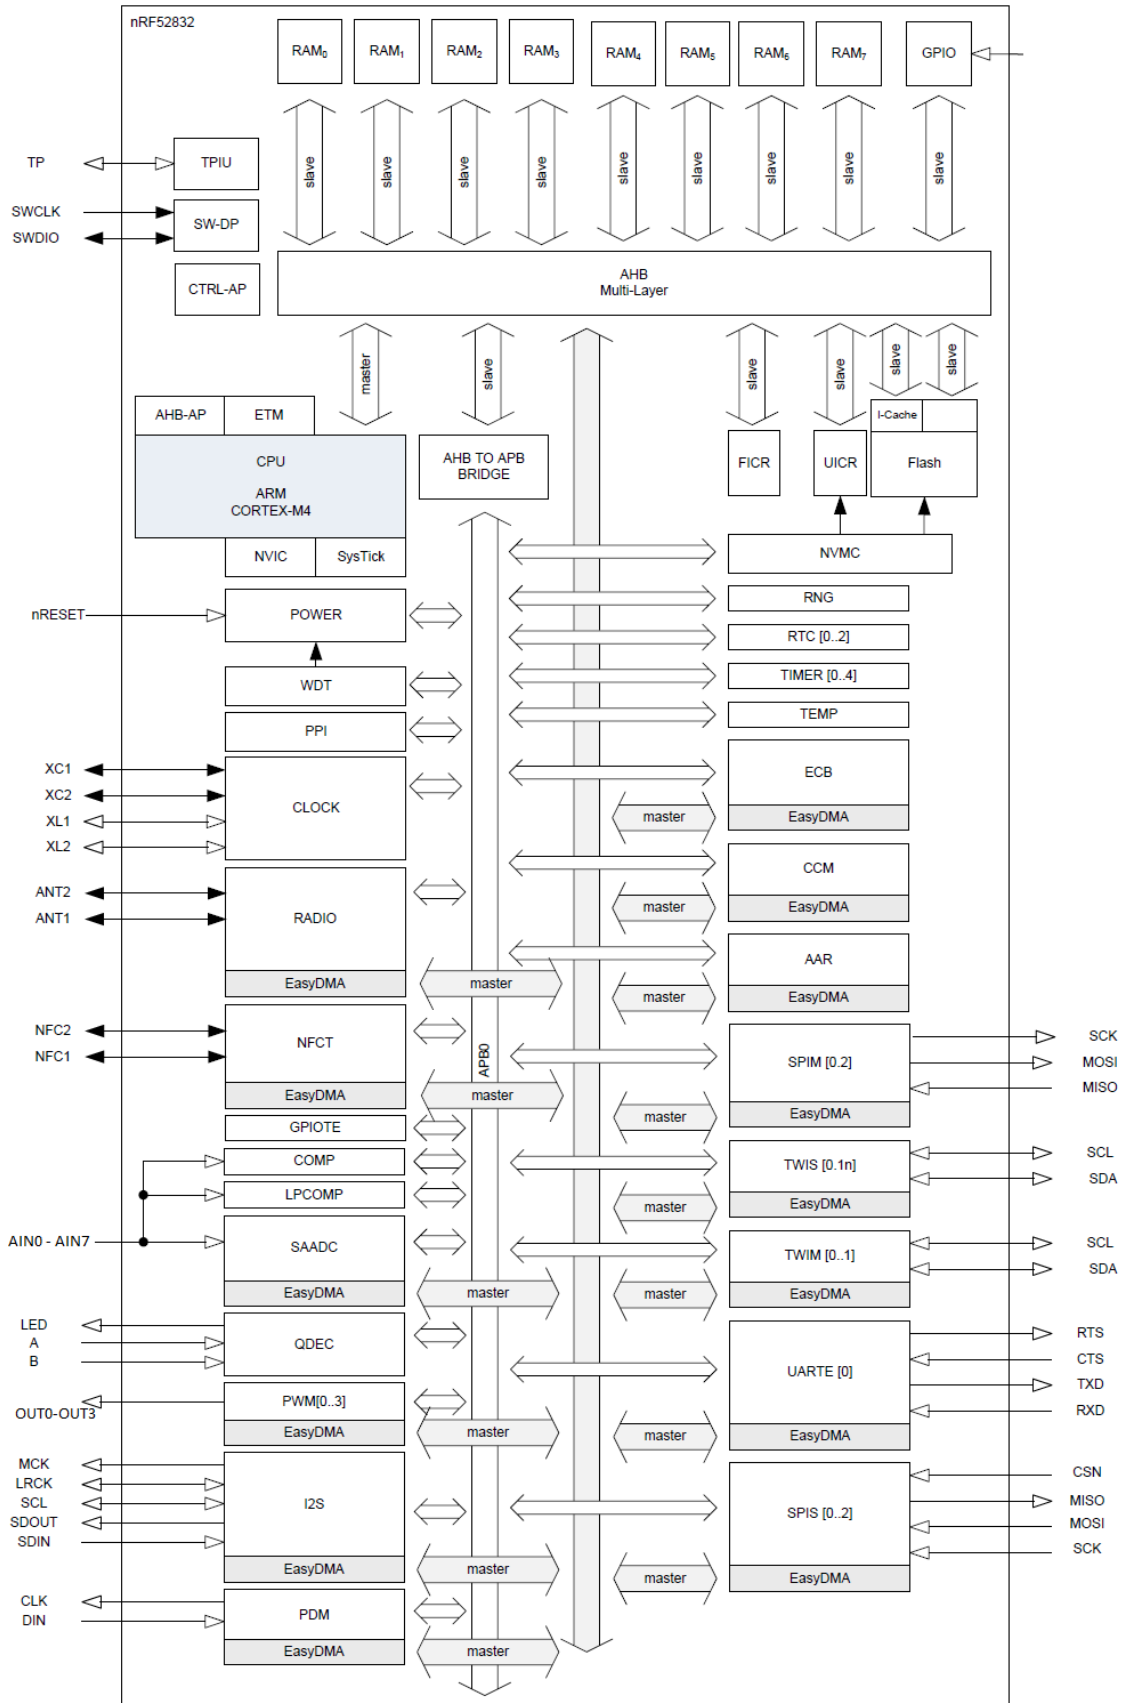 nRF52832
RAM0
RAM1
RAM2
RAM3
RAM4
RAM5
RAM6
RAM7
GPIO
slave
slave
slave
slave
slave
slave
slave
slave
slave
TP
TPIU
SWCLK
SWDIO
SW-DP
CTRL-AP
AHB
Multi-Layer
master
slave
slave
slave
slave
slave
AHB-AP
ETM
CPU
ARM
CORTEX-M4
NVIC
SysTick
AHB TO APB
BRIDGE
FICR
UICR
I-Cache
Flash
NVMC
nRESET
POWER
RNG
RTC [0..2]
WDT
TIMER [0..4]
PPI
TEMP
XC1
XC2
XL1
XL2
CLOCK
ECB
master
EasyDMA
ANT2
ANT1
RADIO
EasyDMA
master
CCM
master
EasyDMA
AAR
master
EasyDMA
NFC2
NFC1
NFCT
EasyDMA
master
APB0
SPIM [0.2]
master
EasyDMA
SCK
MOSI
MISO
GPIOTE
COMP
LPCOMP
AIN0 - AIN7
SAADC
EasyDMA
master
TWIS [0.1n]
master
EasyDMA
SCL
SDA
TWIM [0..1]
master
EasyDMA
SCL
SDA
LED
A
B
QDEC
OUT0-OUT3
PWM[0..3]
EasyDMA
master
UARTE [0]
master
EasyDMA
RTS
CTS
TXD
RXD
MCK
LRCK
SCL
SDOUT
SDIN
I2S
EasyDMA
master
SPIS [0..2]
master
EasyDMA
CSN
MISO
MOSI
SCK
CLK
DIN
PDM
EasyDMA
master